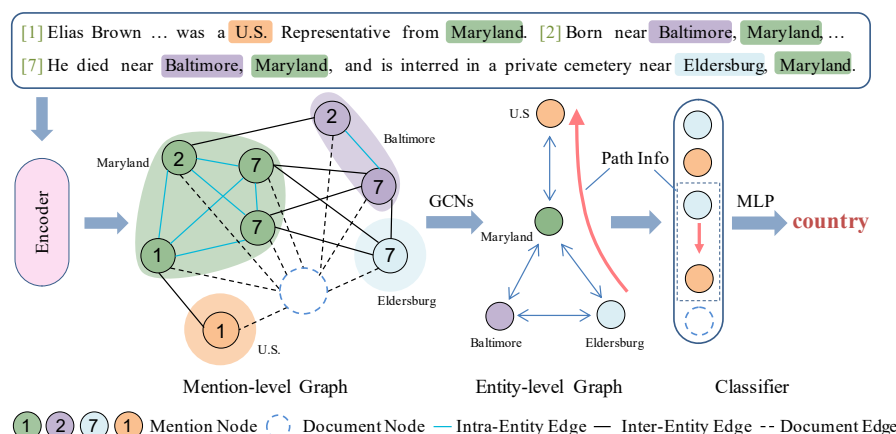 [1] Elias Brown … was a U.S. Representative from Maryland. [2] Born near Baltimore, Maryland, …
[7] He died near Baltimore, Maryland, and is interred in a private cemetery near Eldersburg, Maryland.
Encoder
Maryland
2
7
7
1
2
7
Baltimore
7
Eldersburg
1
U.S.
Mention-level Graph
GCNs
U.S
Maryland
Baltimore
Eldersburg
Entity-level Graph
Path Info
MLP
country
Classifier
1 2 7 1 Mention Node Document Node Intra-Entity Edge Inter-Entity Edge Document Edge